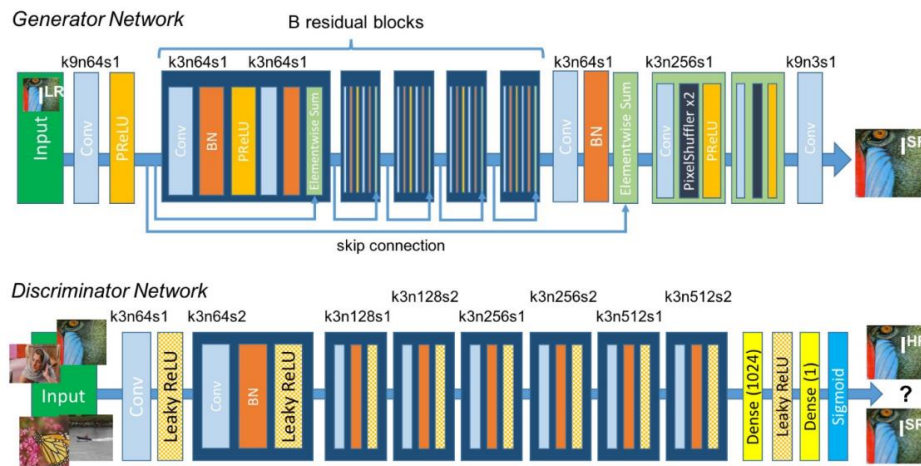 Generator Network
B residual blocks
k9n64s1
k3n64s1
k3n64s1
k3n64s1
k3n256s1
k9n3s1
I^LR
Input
Conv
PReLU
Conv
BN
PReLU
Elementwise Sum
Conv
BN
Elementwise Sum
Conv
PixelShuffler x2
PReLU
Conv
I^SR
skip connection
Discriminator Network
k3n64s1
k3n64s2
k3n128s1
k3n128s2
k3n256s1
k3n256s2
k3n512s1
k3n512s2
Input
Conv
Leaky ReLU
Conv
BN
Leaky ReLU
Dense (1024)
Leaky ReLU
Dense (1)
Sigmoid
I^HR
?
I^SR